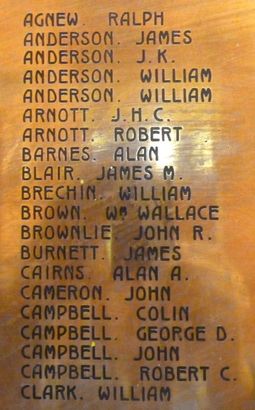 AGNEW. RALPH
ANDERSON. JAMES
ANDERSON. J.K.
ANDERSON. WILLIAM
ANDERSON. WILLIAM
ARNOTT. J.H.C.
ARNOTT. ROBERT
BARNES. ALAN
BLAIR. JAMES M.
BRECHIN. WILLIAM
BROWN. WM WALLACE
BROWNLIE. JOHN R.
BURNETT. JAMES
CAIRNS. ALAN A.
CAMERON. JOHN
CAMPBELL. COLIN
CAMPBELL. GEORGE D.
CAMPBELL. JOHN
CAMPBELL. ROBERT C.
CLARK. WILLIAM